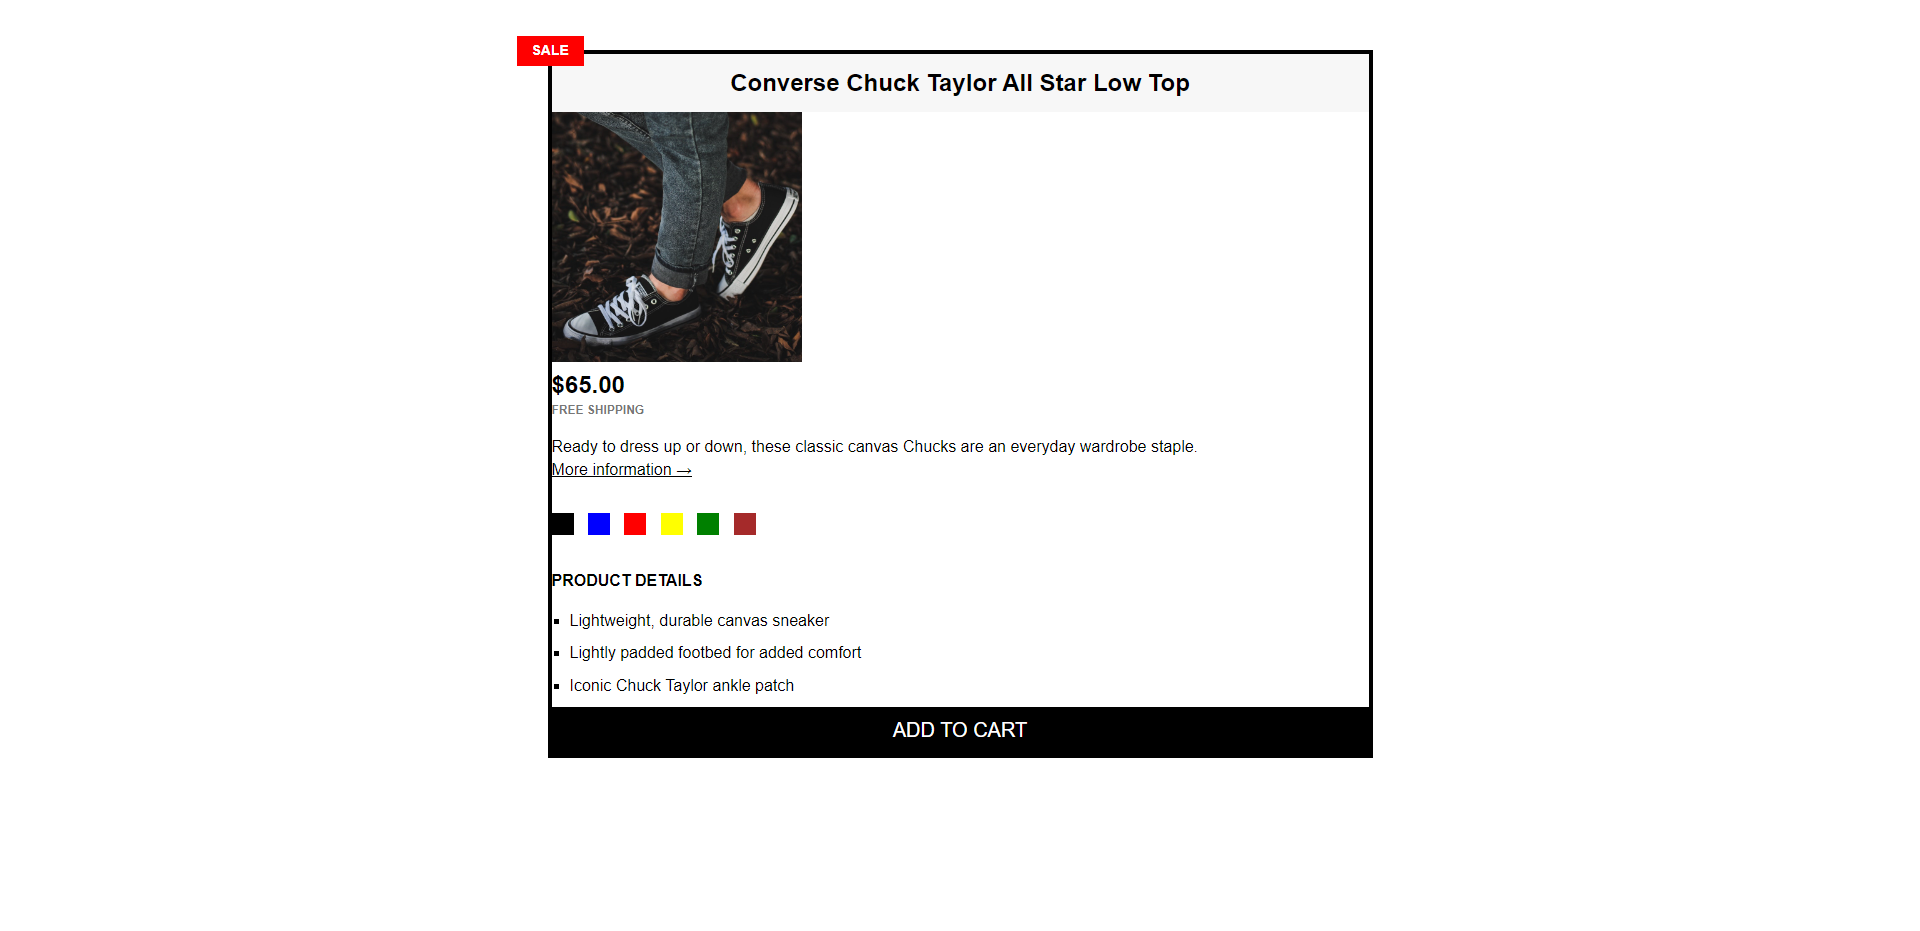 SALE
Converse Chuck Taylor All Star Low Top
$65.00
FREE SHIPPING
Ready to dress up or down, these classic canvas Chucks are an everyday wardrobe staple.
More information →
PRODUCT DETAILS
Lightweight, durable canvas sneaker
Lightly padded footbed for added comfort
Iconic Chuck Taylor ankle patch
ADD TO CART